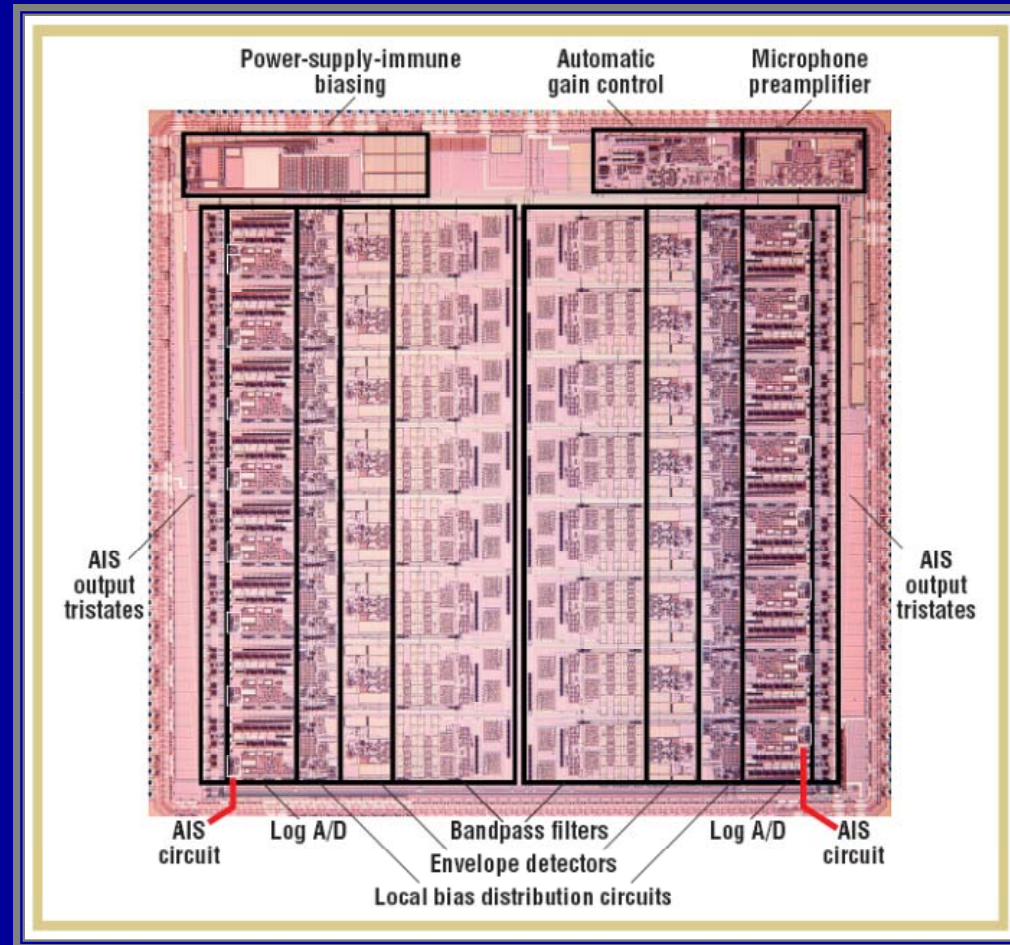 Power-supply-immune
biasing
Automatic
gain control
Microphone
preamplifier
AIS
output
tristates
AIS
output
tristates
AIS
circuit
Log A/D
Bandpass filters
Log A/D
AIS
circuit
Envelope detectors
Local bias distribution circuits